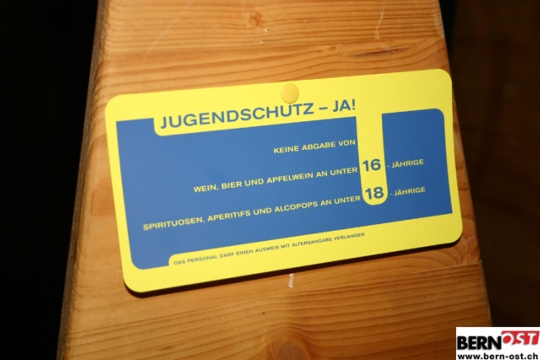 JUGENDSCHUTZ – JA!
KEINE ABGABE VON
WEIN, BIER UND APFELWEIN AN UNTER 16 - JÄHRIGE
SPIRITUOSEN, APERITIFS UND ALCOPOPS AN UNTER 18 - JÄHRIGE
DAS PERSONAL DARF EINEN AUSWEIS MIT ALTERSANGABE VERLANGEN
BERNOST
www.bern-ost.ch